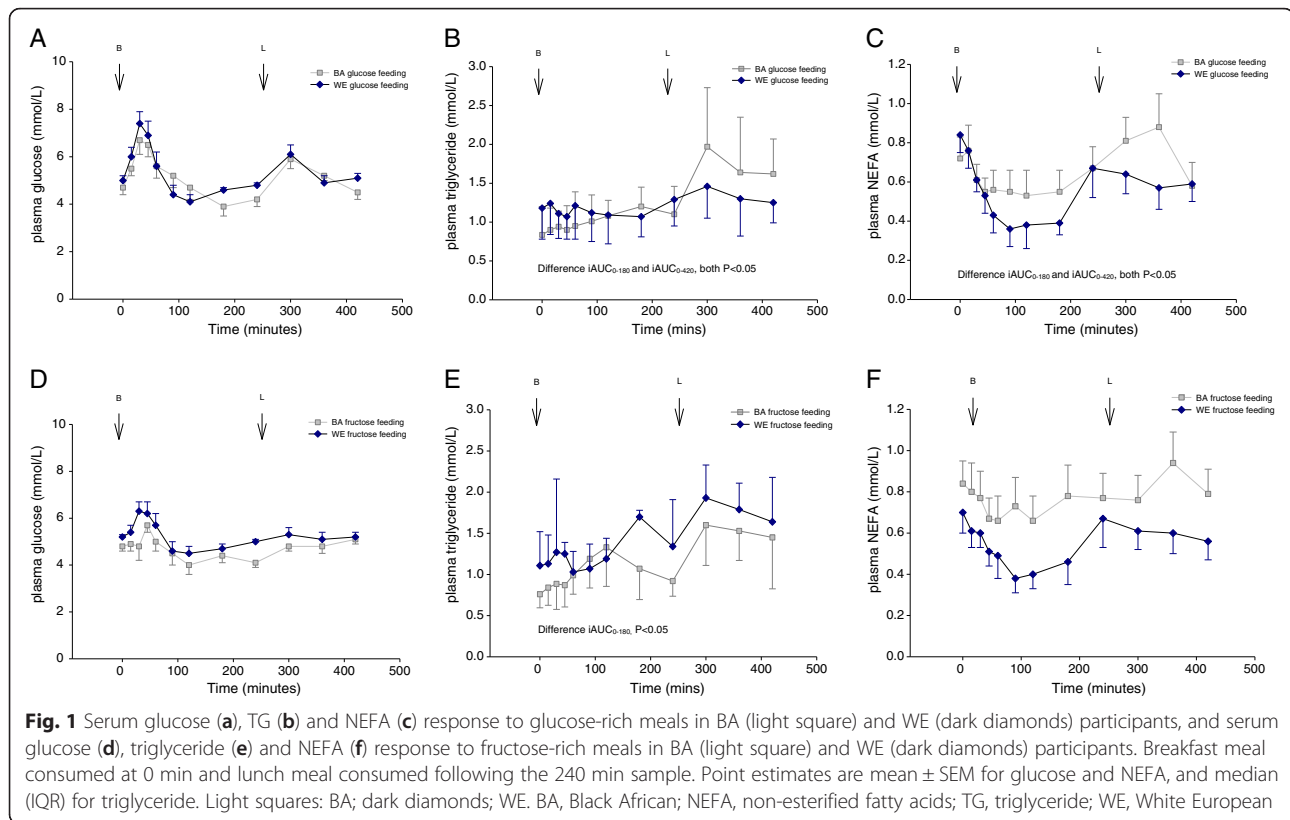 A
B
L
BA glucose feeding
WE glucose feeding
plasma glucose (mmol/L)
10
8
6
4
2
0
0 100 200 300 400 500
Time (minutes)
B
B
L
BA glucose feeding
WE glucose feeding
plasma triglyceride (mmol/L)
3.0
2.5
2.0
1.5
1.0
0.5
0.0
Difference iAUC0-180 and iAUC0-420, both P<0.05
0 100 200 300 400 500
Time (mins)
C
B
L
BA glucose feeding
WE glucose feeding
plasma NEFA (mmol/L)
1.2
1.0
0.8
0.6
0.4
0.2
0.0
Difference iAUC0-180 and iAUC0-420, both P<0.05
0 100 200 300 400 500
Time (minutes)
D
B
L
BA fructose feeding
WE fructose feeding
plasma glucose (mmol/L)
10
8
6
4
2
0
0 100 200 300 400 500
Time (minutes)
E
B
L
BA fructose feeding
WE fructose feeding
plasma triglyceride (mmol/L)
3.0
2.5
2.0
1.5
1.0
0.5
0.0
Difference iAUC0-180, P<0.05
0 100 200 300 400 500
Time (mins)
F
B
L
BA fructose feeding
WE fructose feeding
plasma NEFA (mmol/L)
1.2
1.0
0.8
0.6
0.4
0.2
0.0
0 100 200 300 400 500
Time (minutes)
Fig. 1 Serum glucose (a), TG (b) and NEFA (c) response to glucose-rich meals in BA (light square) and WE (dark diamonds) participants, and serum
glucose (d), triglyceride (e) and NEFA (f) response to fructose-rich meals in BA (light square) and WE (dark diamonds) participants. Breakfast meal
consumed at 0 min and lunch meal consumed following the 240 min sample. Point estimates are mean ± SEM for glucose and NEFA, and median
(IQR) for triglyceride. Light squares: BA; dark diamonds; WE. BA, Black African; NEFA, non-esterified fatty acids; TG, triglyceride; WE, White European